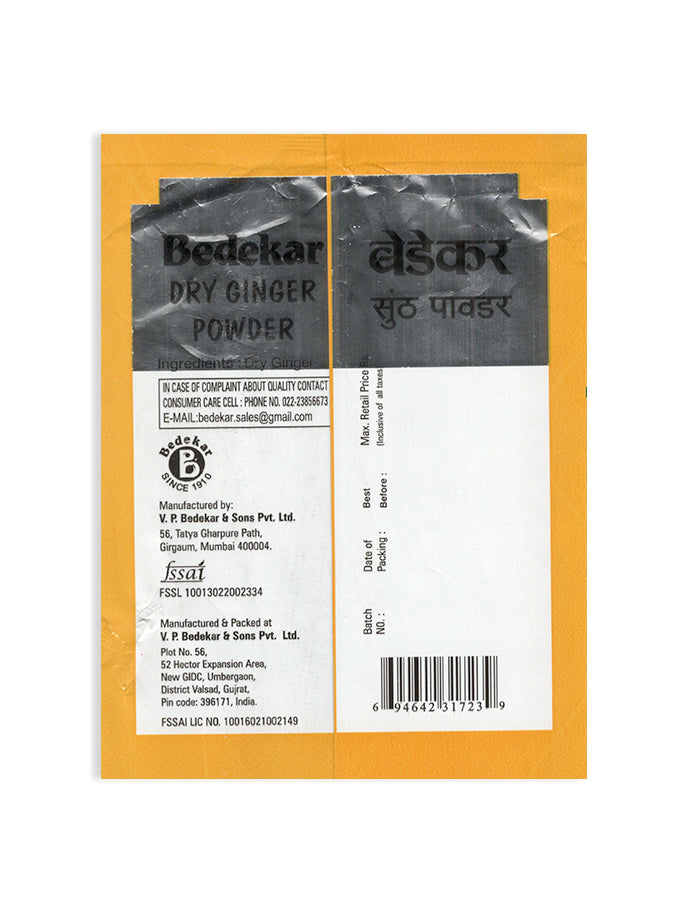 Bedekar
DRY GINGER
POWDER
Ingredients : Dry Ginger
IN CASE OF COMPLAINT ABOUT QUALITY CONTACT
CONSUMER CARE CELL : PHONE NO. 022-23856673
E-MAIL:bedekar.sales@gmail.com
Bedekar
B
SINCE 1910
Manufactured by:
V. P. Bedekar & Sons Pvt. Ltd.
56, Tatya Gharpure Path,
Girgaum, Mumbai 400004.
fssai
FSSL 10013022002334
Manufactured & Packed at
V. P. Bedekar & Sons Pvt. Ltd.
Plot No. 56,
52 Hector Expansion Area,
New GIDC, Umbergaon,
District Valsad, Gujrat,
Pin code: 396171, India.
FSSAI LIC NO. 10016021002149
बेडेकर
सुंठ पावडर
Max. Retail Price Rs.
(Inclusive of all taxes)
Best
Before :
Date of
Packing :
Batch
NO. :
6 94642 31723 9